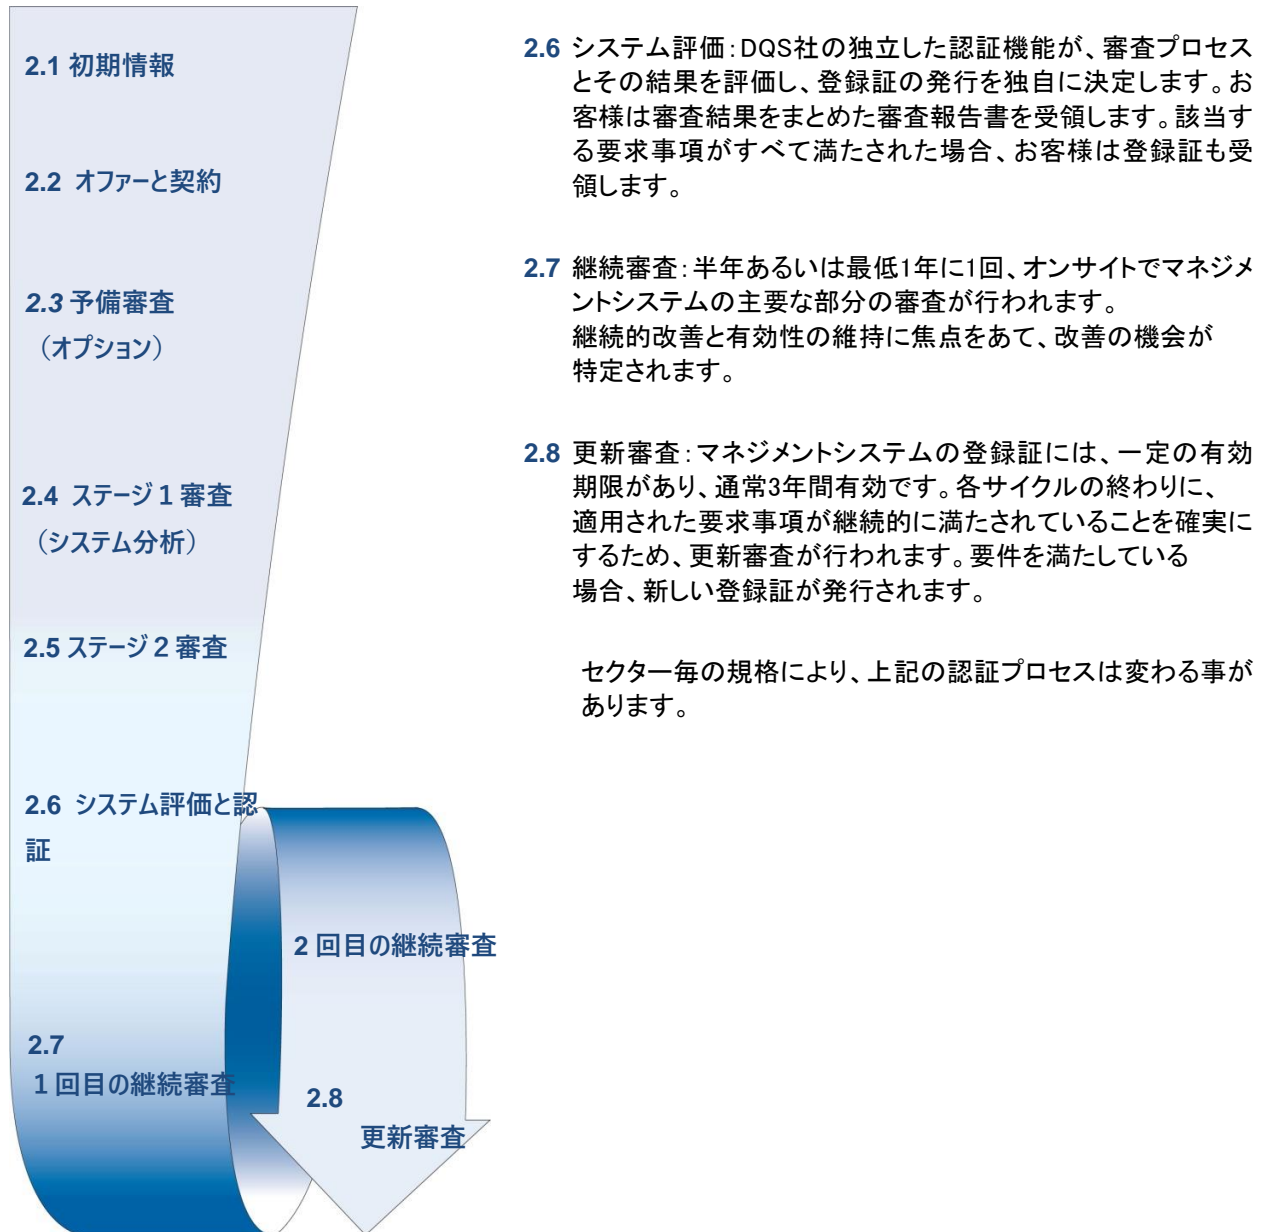 2.1 初期情報
2.2 オファーと契約
2.3 予備審査
(オプション)
2.4 ステージ１審査
(システム分析)
2.5 ステージ２審査
2.6 システム評価と認
証
2.7
１回目の継続審査
2 回目の継続審査
2.8
更新審査
2.6 システム評価：DQS社の独立した認証機能が、審査プロセス
とその結果を評価し、登録証の発行を独自に決定します。お
客様は審査結果をまとめた審査報告書を受領します。該当す
る要求事項がすべて満たされた場合、お客様は登録証も受
領します。
2.7 継続審査：半年あるいは最低1年に1回、オンサイトでマネジメ
ントシステムの主要な部分の審査が行われます。
継続的改善と有効性の維持に焦点をあて、改善の機会が
特定されます。
2.8 更新審査：マネジメントシステムの登録証には、一定の有効
期限があり、通常3年間有効です。各サイクルの終わりに、
適用された要求事項が継続的に満たされていることを確実に
するため、更新審査が行われます。要件を満たしている
場合、新しい登録証が発行されます。
セクター毎の規格により、上記の認証プロセスは変わる事が
あります。